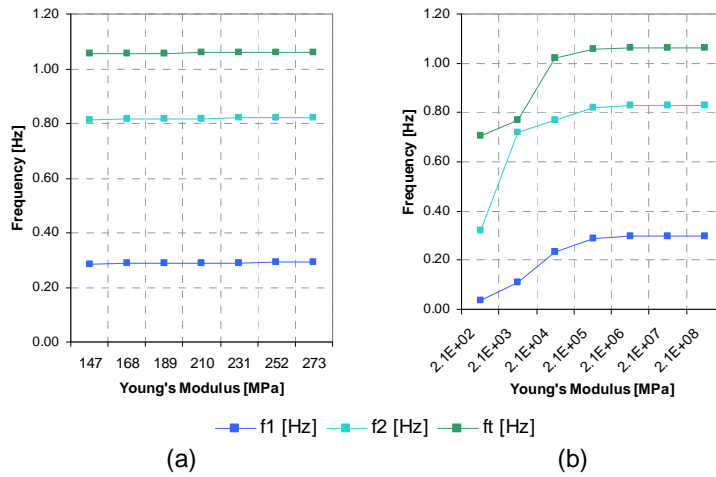 1.20
1.00
0.80
0.60
0.40
0.20
0.00
Frequency [Hz]
147 168 189 210 231 252 273
Young's Modulus [MPa]
1.20
1.00
0.80
0.60
0.40
0.20
0.00
Frequency [Hz]
2.1E+02 2.1E+03 2.1E+04 2.1E+05 2.1E+06 2.1E+07 2.1E+08
Young's Modulus [MPa]
f1 [Hz] f2 [Hz] ft [Hz]
(a) (b)